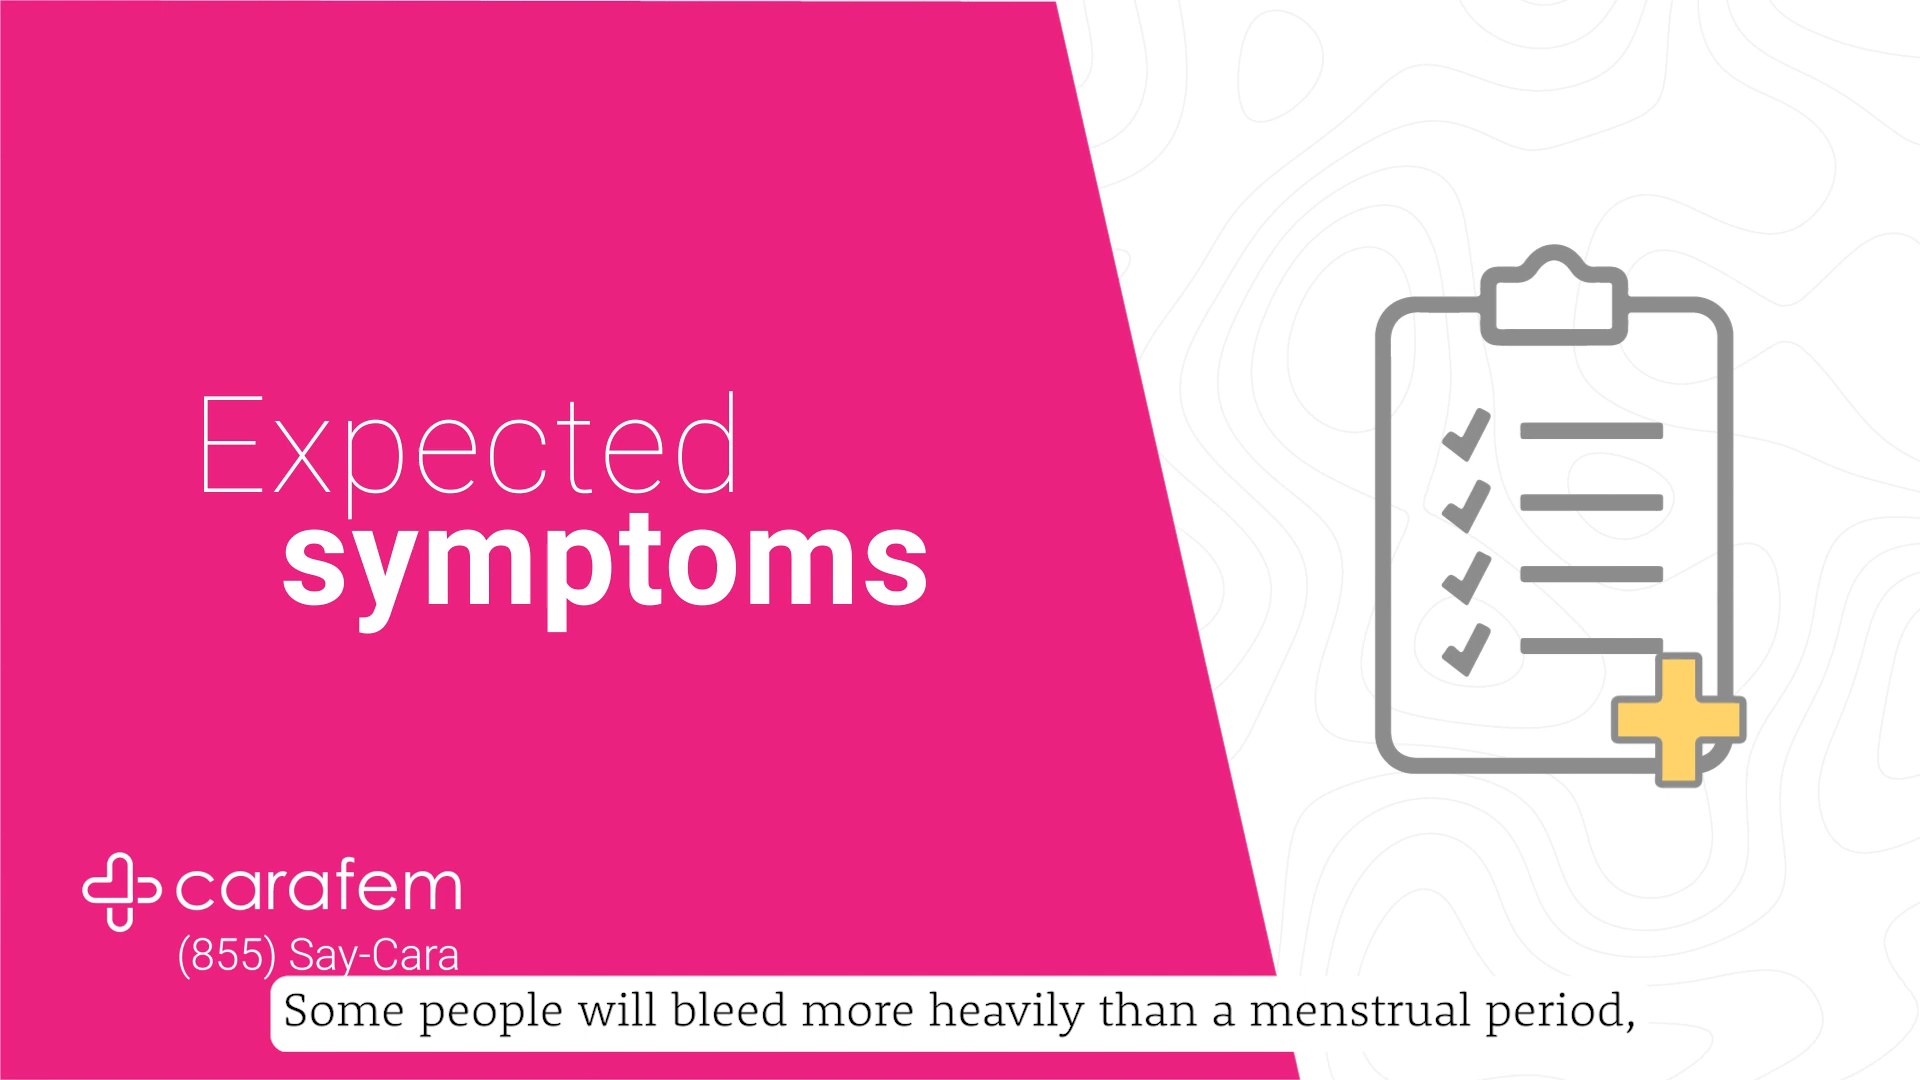 Expected
symptoms
carafem
(855) Say-Cara
Some people will bleed more heavily than a menstrual period,